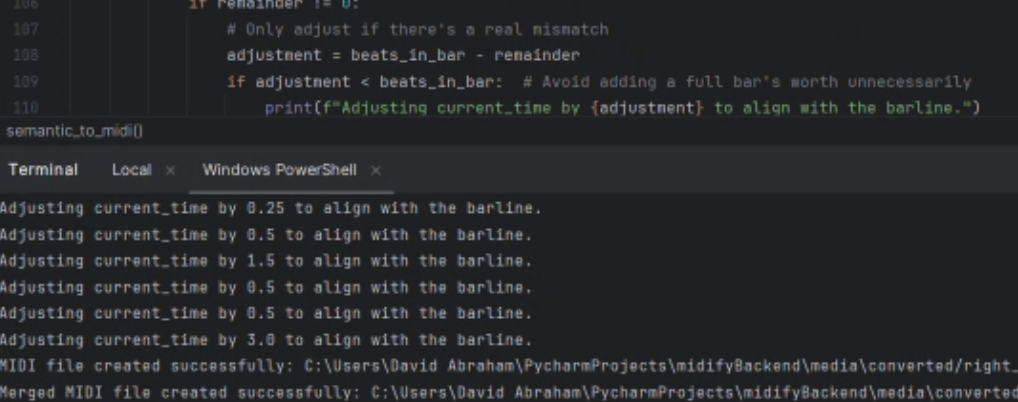 106 if remainder != 0:
107 # Only adjust if there's a real mismatch
108 adjustment = beats_in_bar - remainder
109 if adjustment < beats_in_bar:  # Avoid adding a full bar's worth unnecessarily
110 print(f"Adjusting current_time by {adjustment} to align with the barline.")
semantic_to_midi()
Terminal Local × Windows PowerShell ×
Adjusting current_time by 0.25 to align with the barline.
Adjusting current_time by 0.5 to align with the barline.
Adjusting current_time by 1.5 to align with the barline.
Adjusting current_time by 0.5 to align with the barline.
Adjusting current_time by 0.5 to align with the barline.
Adjusting current_time by 3.0 to align with the barline.
MIDI file created successfully: C:\Users\David Abraham\PycharmProjects\midifyBackend\media\converted/right_
Merged MIDI file created successfully: C:\Users\David Abraham\PycharmProjects\midifyBackend\media\converted